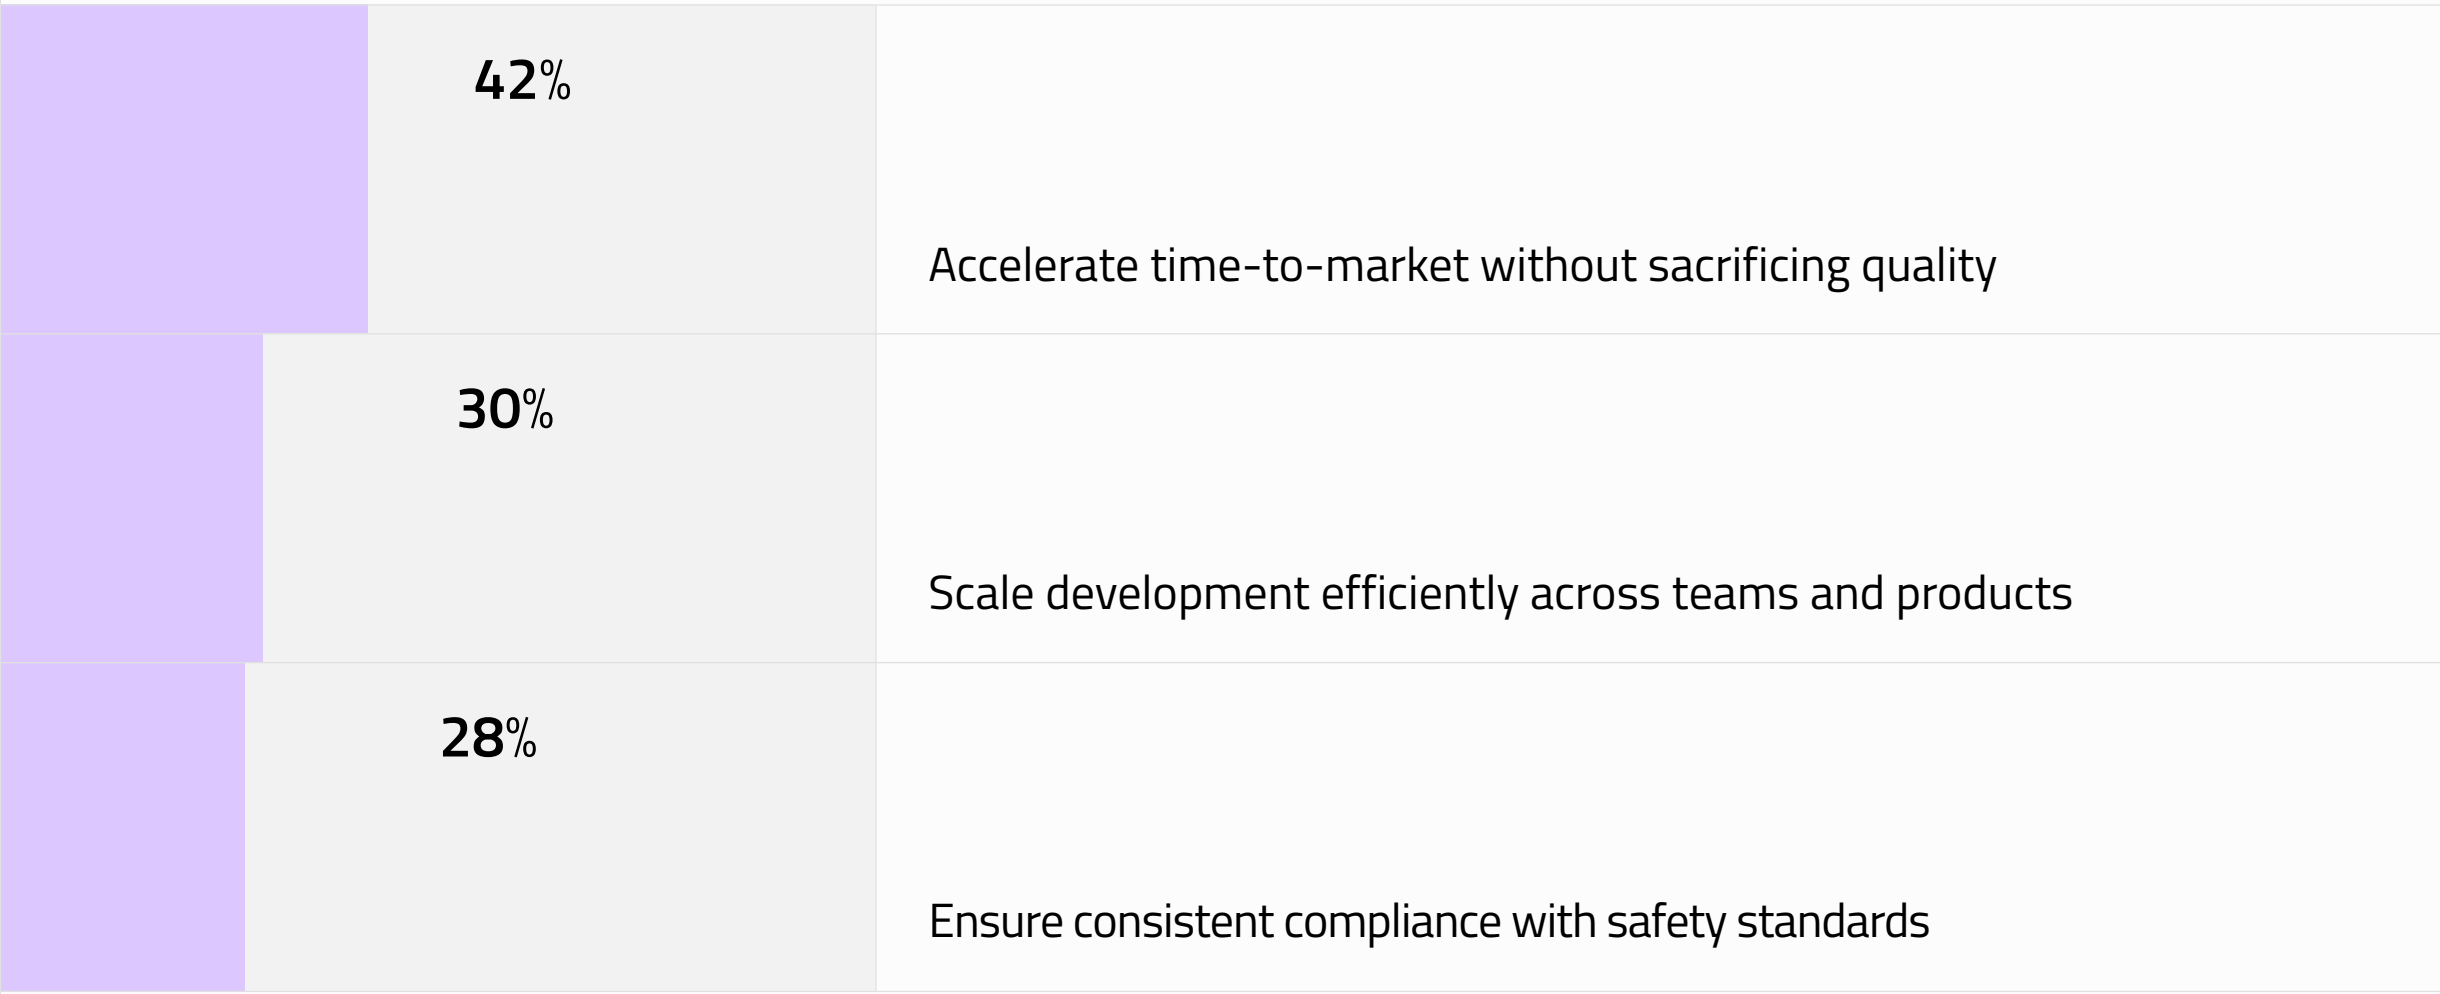 42%
Accelerate time-to-market without sacrificing quality
30%
Scale development efficiently across teams and products
28%
Ensure consistent compliance with safety standards